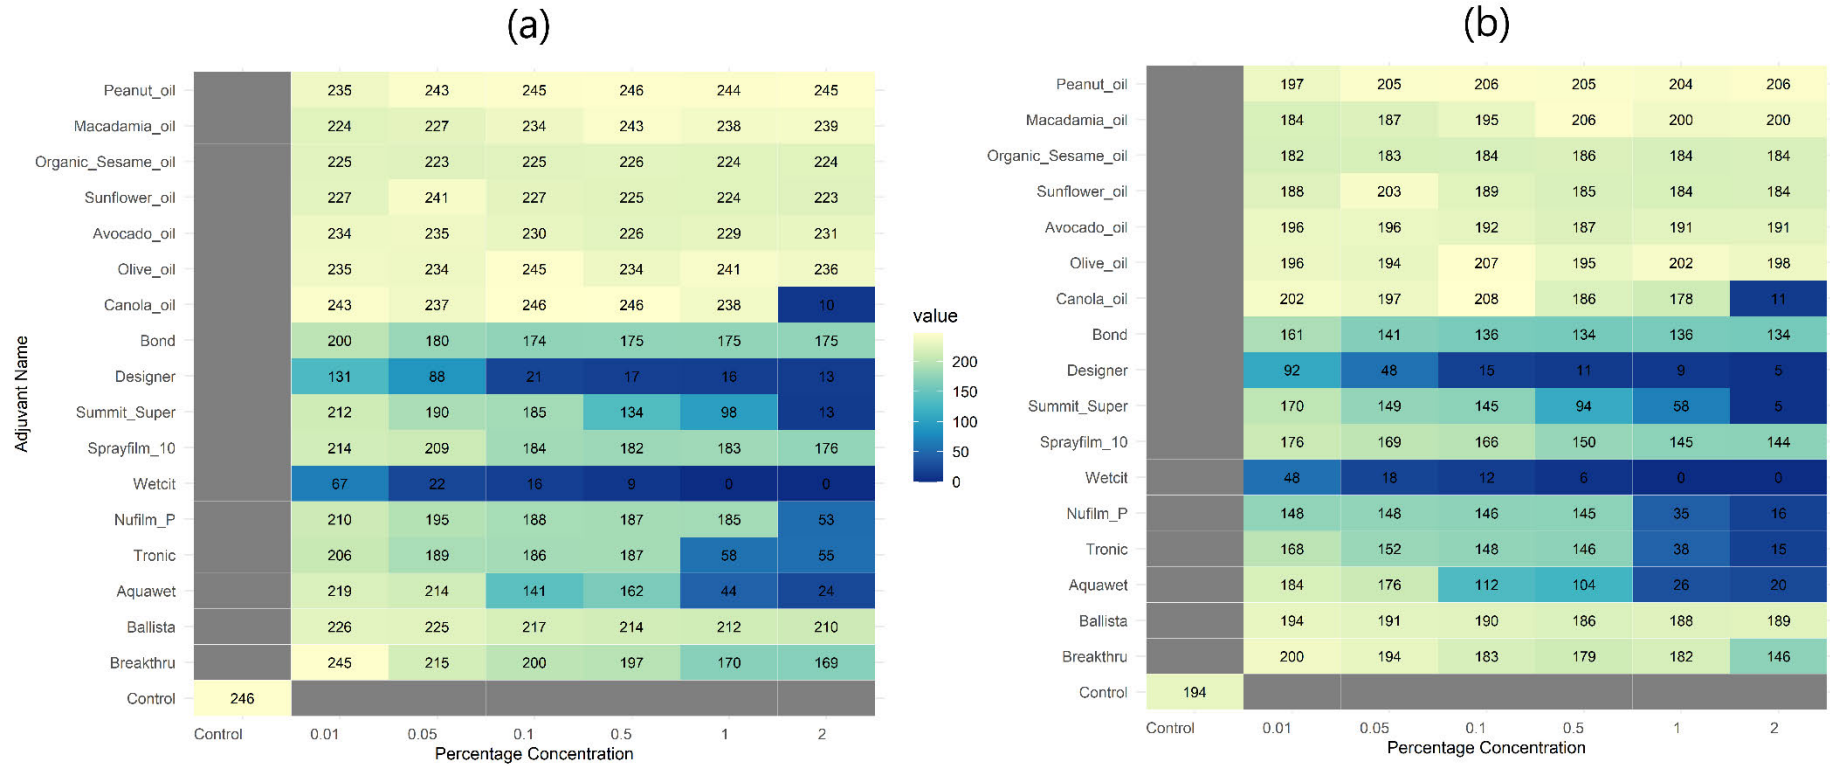 (a)
Adjuvant Name
Peanut_oil 235 243 245 246 244 245
Macadamia_oil 224 227 234 243 238 239
Organic_Sesame_oil 225 223 225 226 224 224
Sunflower_oil 227 241 227 225 224 223
Avocado_oil 234 235 230 226 229 231
Olive_oil 235 234 245 234 241 236
Canola_oil 243 237 246 246 238 10
Bond 200 180 174 175 175 175
Designer 131 88 21 17 16 13
Summit_Super 212 190 185 134 98 13
Sprayfilm_10 214 209 184 182 183 176
Wetcit 67 22 16 9 0 0
Nufilm_P 210 195 188 187 185 53
Tronic 206 189 186 187 58 55
Aquawet 219 214 141 162 44 24
Ballista 226 225 217 214 212 210
Breakthru 245 215 200 197 170 169
Control 246
Control 0.01 0.05 0.1 0.5 1 2
Percentage Concentration
value
200
150
100
50
0
(b)
Peanut_oil 197 205 206 205 204 206
Macadamia_oil 184 187 195 206 200 200
Organic_Sesame_oil 182 183 184 186 184 184
Sunflower_oil 188 203 189 185 184 184
Avocado_oil 196 196 192 187 191 191
Olive_oil 196 194 207 195 202 198
Canola_oil 202 197 208 186 178 11
Bond 161 141 136 134 136 134
Designer 92 48 15 11 9 5
Summit_Super 170 149 145 94 58 5
Sprayfilm_10 176 169 166 150 145 144
Wetcit 48 18 12 6 0 0
Nufilm_P 148 148 146 145 35 16
Tronic 168 152 148 146 38 15
Aquawet 184 176 112 104 26 20
Ballista 194 191 190 186 188 189
Breakthru 200 194 183 179 182 146
Control 194
Control 0.01 0.05 0.1 0.5 1 2
Percentage Concentration